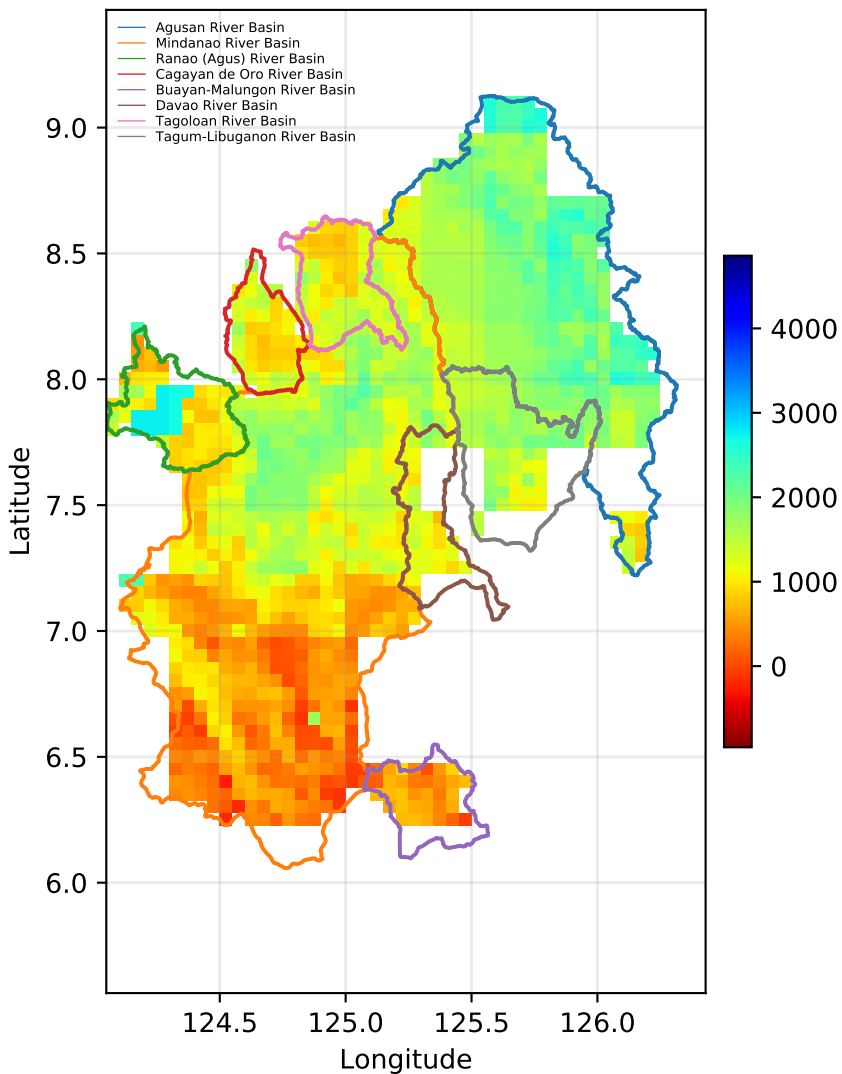 Agusan River Basin
Mindanao River Basin
Ranao (Agus) River Basin
Cagayan de Oro River Basin
Buayan-Malungon River Basin
Davao River Basin
Tagoloan River Basin
Tagum-Libuganon River Basin
9.0
8.5
8.0
7.5
7.0
6.5
6.0
Latitude
124.5 125.0 125.5 126.0
Longitude
4000
3000
2000
1000
0